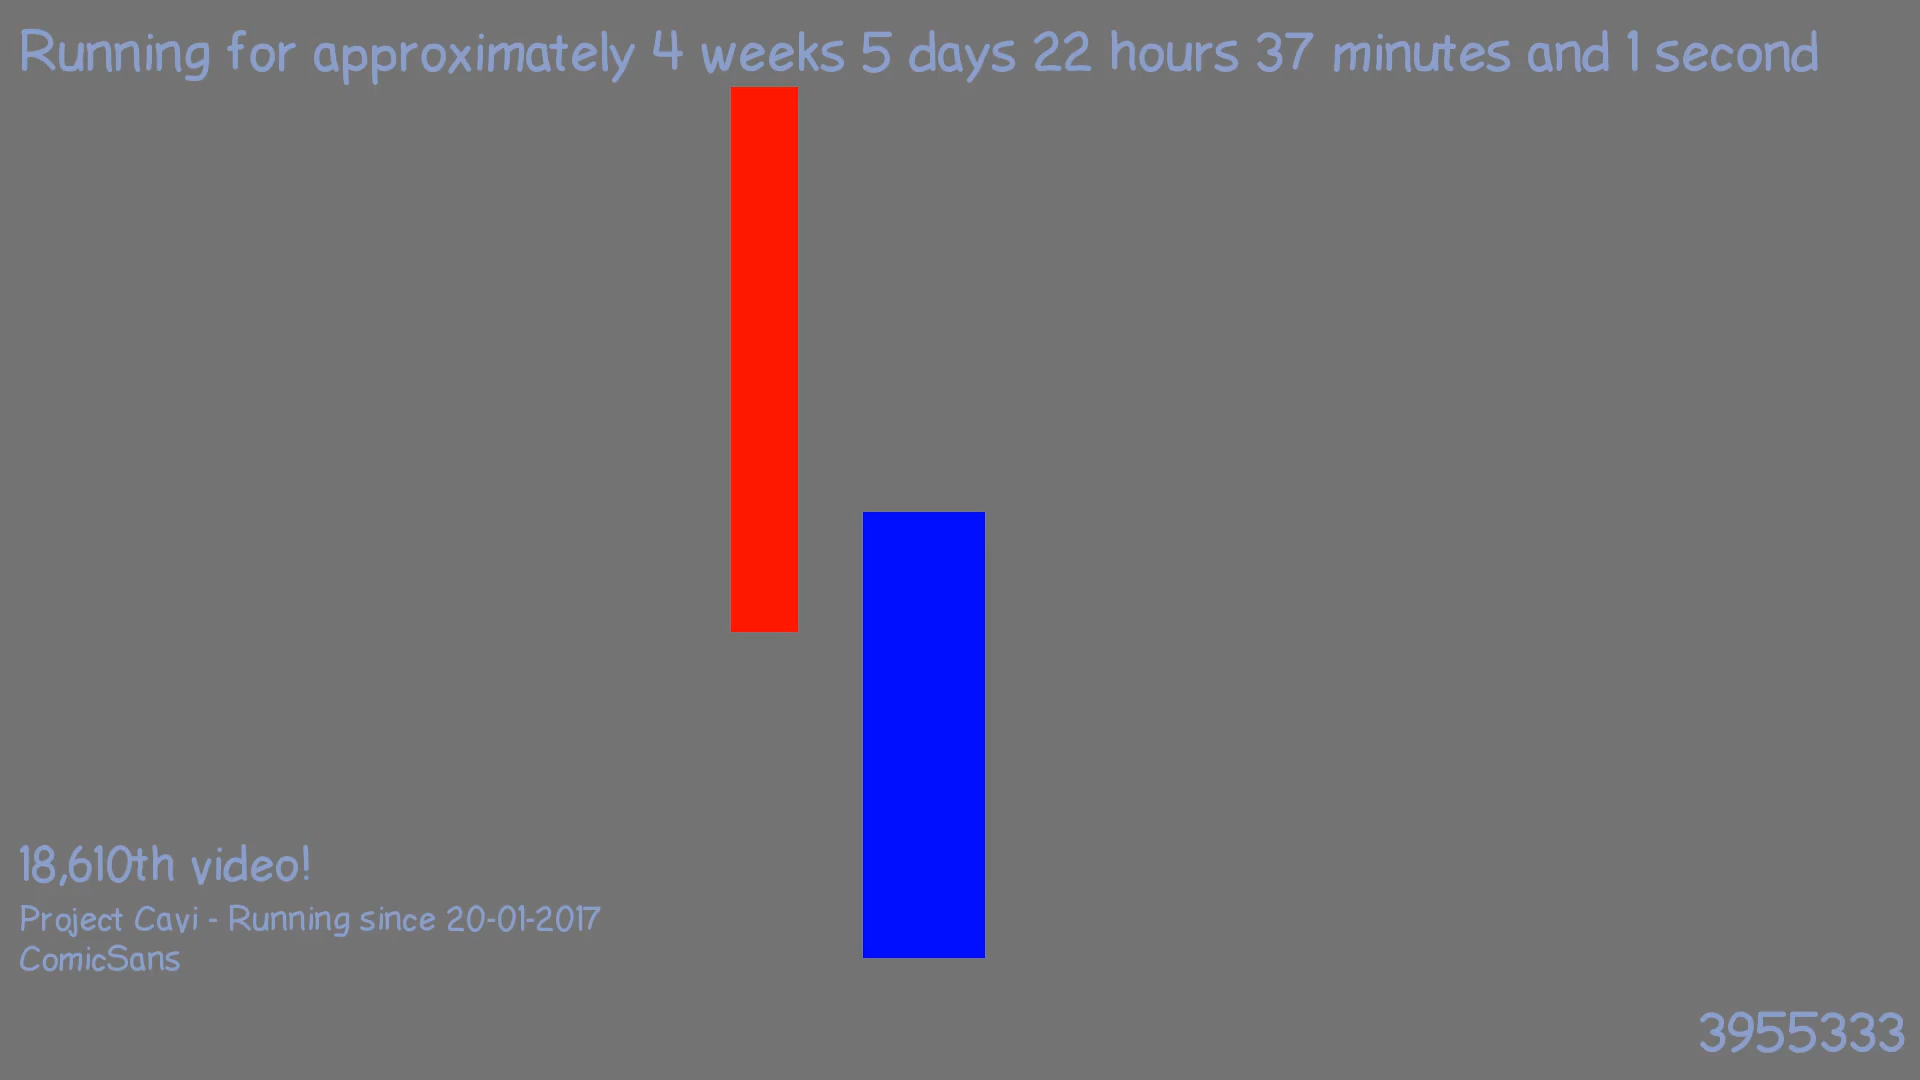 Running for approximately 4 weeks 5 days 22 hours 37 minutes and 1 second
18,610th video!
Project Cavi - Running since 20-01-2017
ComicSans
3955333